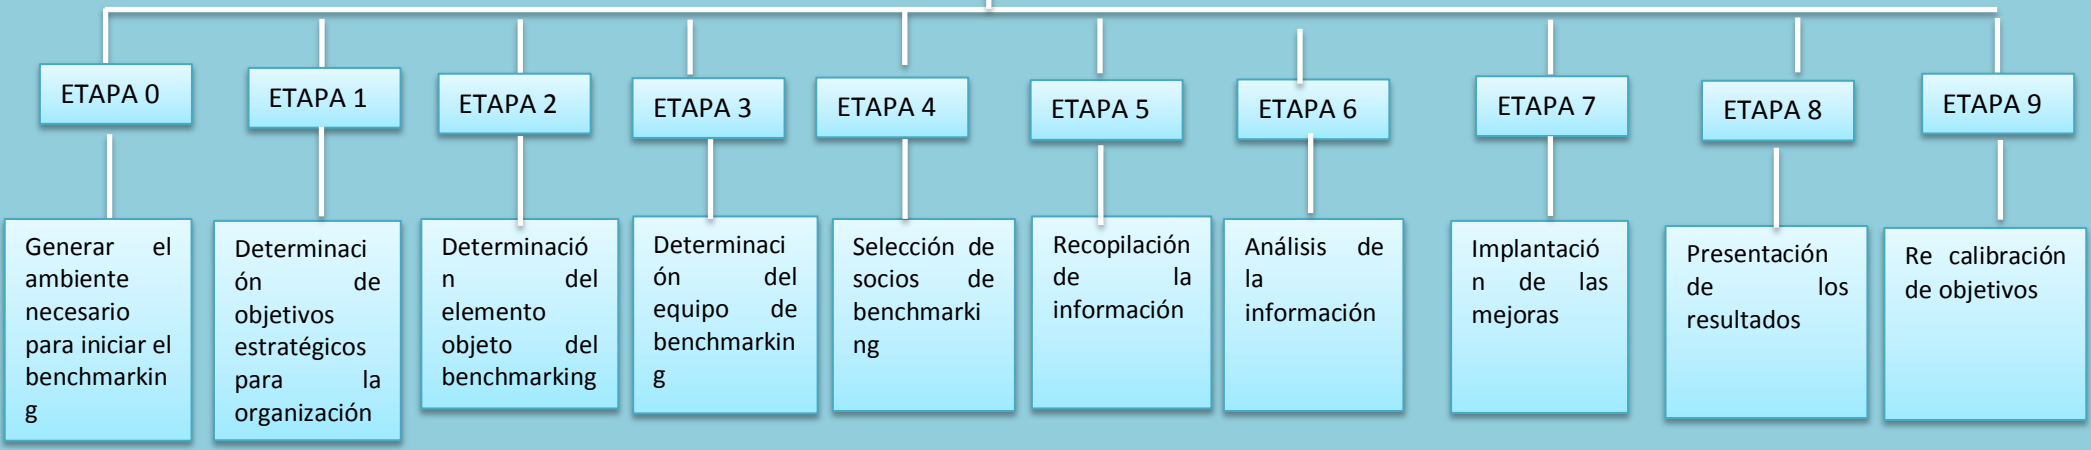 ETAPA 0
ETAPA 1
ETAPA 2
ETAPA 3
ETAPA 4
ETAPA 5
ETAPA 6
ETAPA 7
ETAPA 8
ETAPA 9
Generar el
ambiente
necesario
para iniciar el
benchmarkin
g
Determinaci
ón de
objetivos
estratégicos
para la
organización
Determinació
n del
elemento
objeto del
benchmarking
Determinaci
ón del
equipo de
benchmarkin
g
Selección de
socios de
benchmarki
ng
Recopilación
de la
información
Análisis de
la
información
Implantació
n de las
mejoras
Presentación
de los
resultados
Re calibración
de objetivos